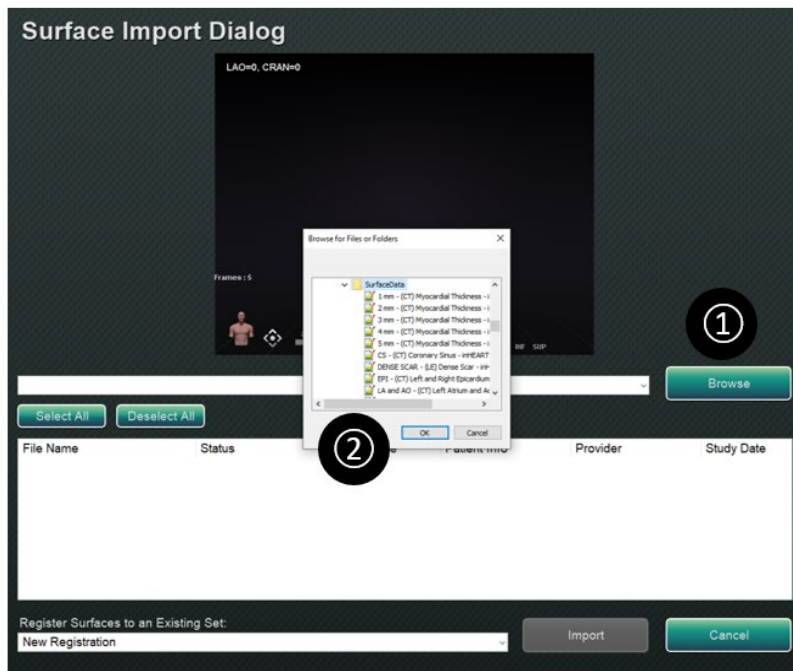 Surface Import Dialog
LAO=0, CRAN=0
Browse for Files or Folders
SurfaceData
1 mm - (CT) Myocardial Thickness - i
2 mm - (CT) Myocardial Thickness - i
3 mm - (CT) Myocardial Thickness - i
4 mm - (CT) Myocardial Thickness - i
5 mm - (CT) Myocardial Thickness - i
CS - (CT) Coronary Sinus - inHEART
DENSE SCAR - (LE) Dense Scar - inH
EPI - (CT) Left and Right Epicardium
LA and AO - (CT) Left Atrium and
OK Cancel
Frames : 5
INF SUP
1
Browse
Select All Deselect All
2
File Name Status Patient Info Provider Study Date
Register Surfaces to an Existing Set:
New Registration
Import Cancel